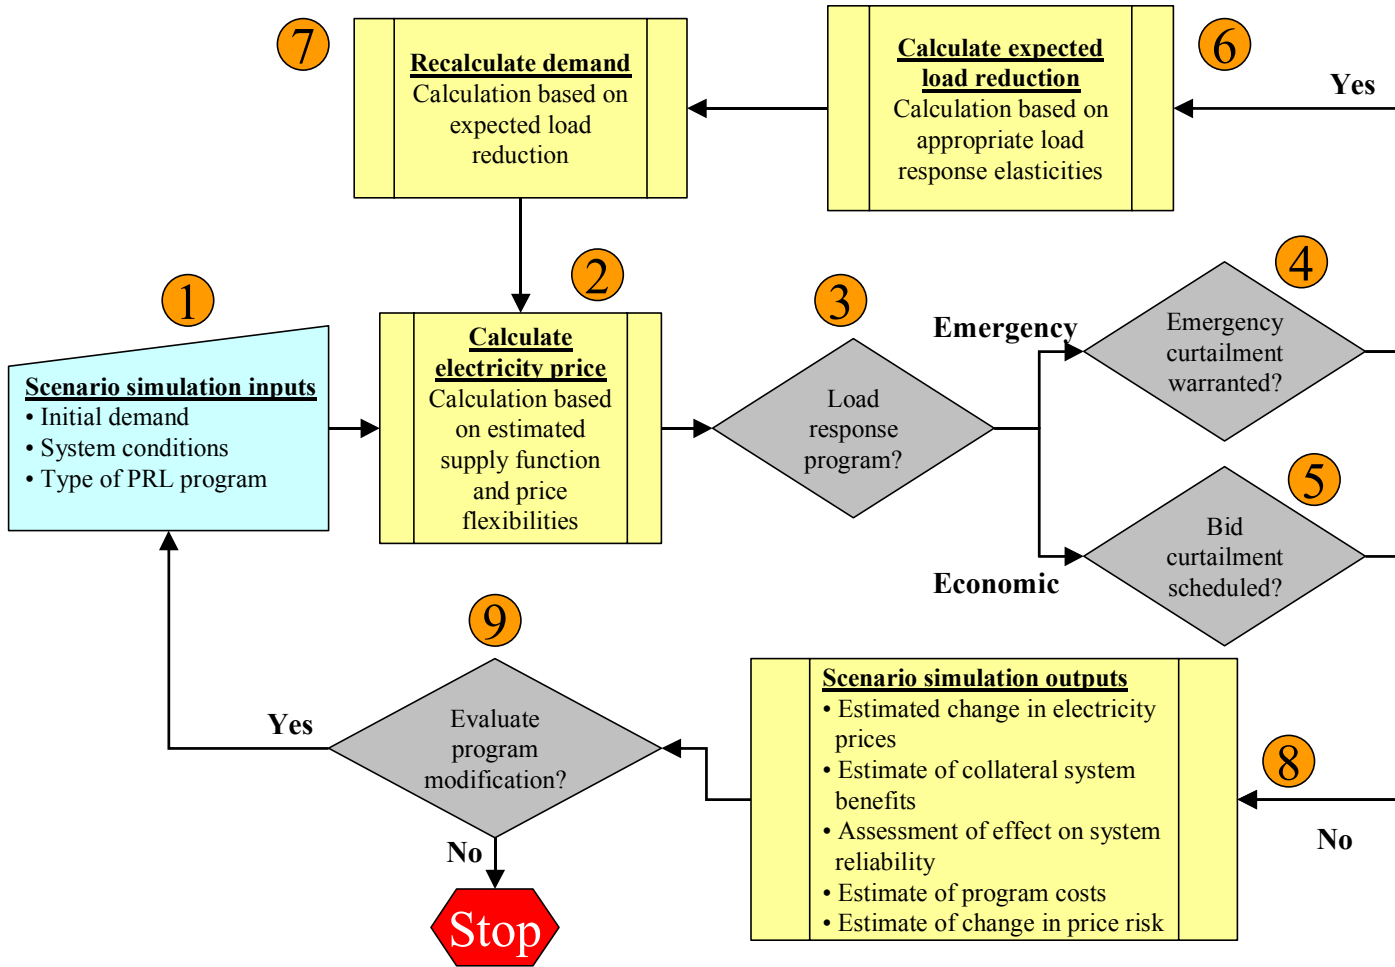 7
Recalculate demand
Calculation based on
expected load
reduction
Calculate expected
load reduction
Calculation based on
appropriate load
response elasticities
6
Yes
1
Scenario simulation inputs
• Initial demand
• System conditions
• Type of PRL program
2
Calculate
electricity price
Calculation based
on estimated
supply function
and price
flexibilities
3
Load
response
program?
Emergency
Economic
4
Emergency
curtailment
warranted?
5
Bid
curtailment
scheduled?
9
Evaluate
program
modification?
Yes
No
Stop
Scenario simulation outputs
• Estimated change in electricity
prices
• Estimate of collateral system
benefits
• Assessment of effect on system
reliability
• Estimate of program costs
• Estimate of change in price risk
8
No